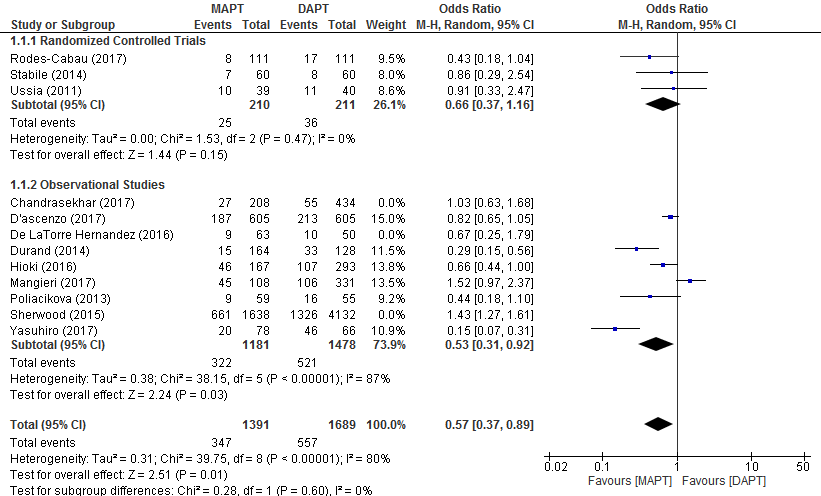 MAPT DAPT Odds Ratio Odds Ratio
Study or Subgroup Events Total Events Total Weight M-H, Random, 95% CI M-H, Random, 95% CI
1.1.1 Randomized Controlled Trials
Rodes-Cabau (2017) 8 111 17 111 9.5% 0.43 [0.18, 1.04]
Stabile (2014) 7 60 8 60 8.0% 0.86 [0.29, 2.54]
Ussia (2011) 10 39 11 40 8.6% 0.91 [0.33, 2.47]
Subtotal (95% CI) 210 211 26.1% 0.66 [0.37, 1.16]
Total events 25 36
Heterogeneity: Tau² = 0.00; Chi² = 1.53, df = 2 (P = 0.47); I² = 0%
Test for overall effect: Z = 1.44 (P = 0.15)
1.1.2 Observational Studies
Chandrasekhar (2017) 27 208 55 434 0.0% 1.03 [0.63, 1.68]
D'ascenzo (2017) 187 605 213 605 15.0% 0.82 [0.65, 1.05]
De LaTorre Hernandez (2016) 9 63 10 50 0.0% 0.67 [0.25, 1.79]
Durand (2014) 15 164 33 128 11.5% 0.29 [0.15, 0.56]
Hioki (2016) 46 167 107 293 13.8% 0.66 [0.44, 1.00]
Mangieri (2017) 45 108 106 331 13.5% 1.52 [0.97, 2.37]
Poliacikova (2013) 9 59 16 55 9.2% 0.44 [0.18, 1.10]
Sherwood (2015) 661 1638 1326 4132 0.0% 1.43 [1.27, 1.61]
Yasuhiro (2017) 20 78 46 66 10.9% 0.15 [0.07, 0.31]
Subtotal (95% CI) 1181 1478 73.9% 0.53 [0.31, 0.92]
Total events 322 521
Heterogeneity: Tau² = 0.38; Chi² = 38.15, df = 5 (P < 0.00001); I² = 87%
Test for overall effect: Z = 2.24 (P = 0.03)
Total (95% CI) 1391 1689 100.0% 0.57 [0.37, 0.89]
Total events 347 557
Heterogeneity: Tau² = 0.31; Chi² = 39.75, df = 8 (P < 0.00001); I² = 80%
Test for overall effect: Z = 2.51 (P = 0.01)
Test for subgroup differences: Chi² = 0.28, df = 1 (P = 0.60), I² = 0%
0.02 0.1 1 10 50
Favours [MAPT] Favours [DAPT]